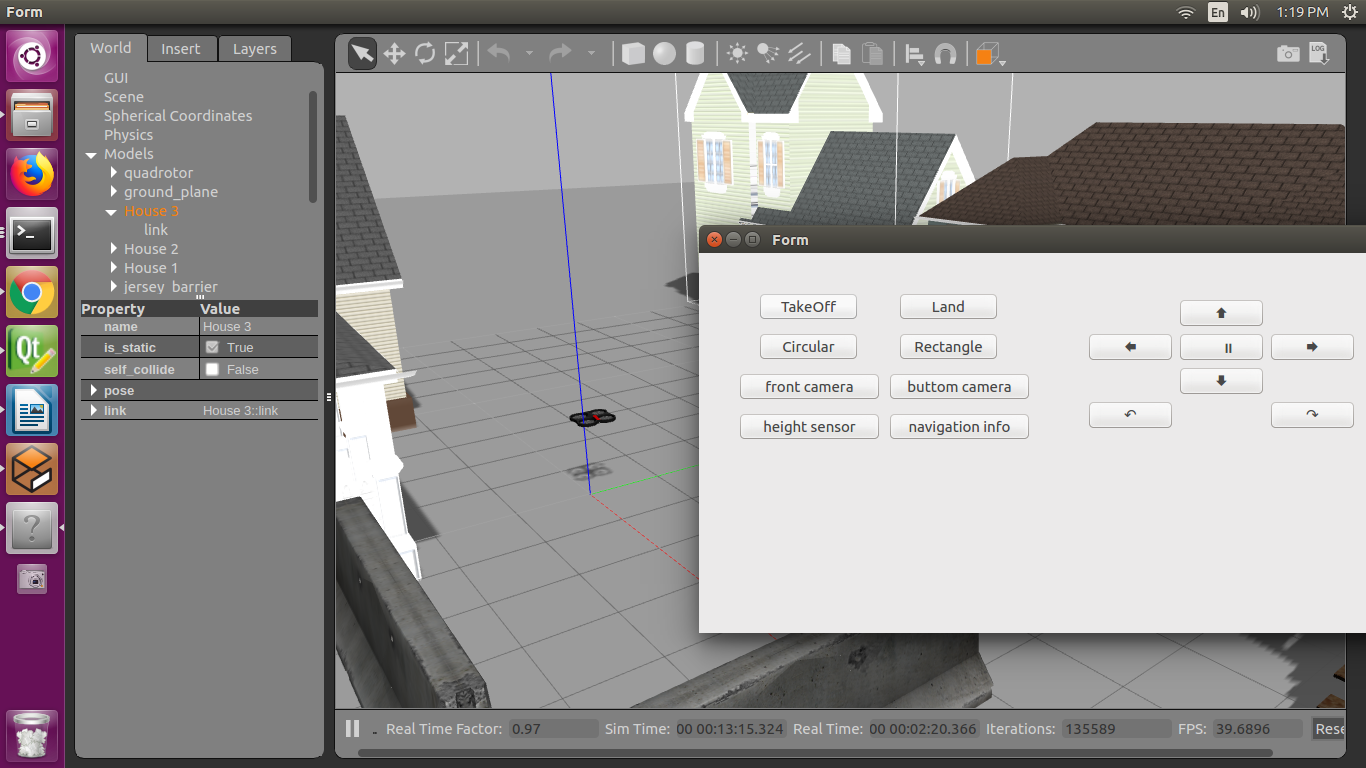 Form
En
1:19 PM
World Insert Layers
LOG
GUI
Scene
Spherical Coordinates
Physics
Models
quadrotor
ground_plane
House 3
link
House 2
House 1
jersey_barrier
Property Value
name House 3
is_static True
self_collide False
pose
link House 3::link
Qt
Form
TakeOff Land
Circular Rectangle
front camera buttom camera
height sensor navigation info
Real Time Factor: 0.97 Sim Time: 00 00:13:15.324 Real Time: 00 00:02:20.366 Iterations: 135589 FPS: 39.6896 Rese